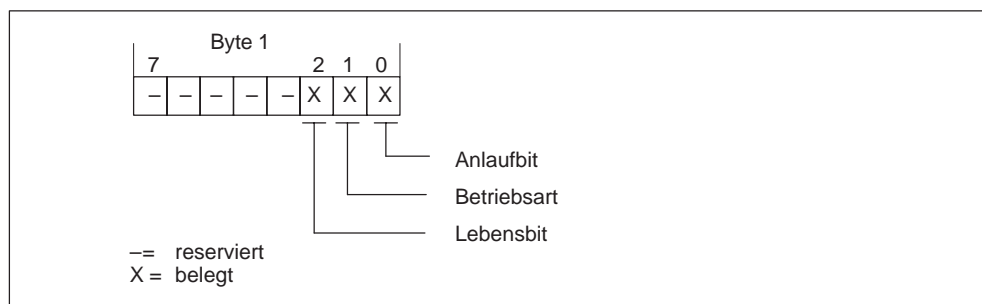 Byte 1
7 2 1 0
– – – – – X X X
Anlaufbit
Betriebsart
Lebensbit
–= reserviert
X = belegt